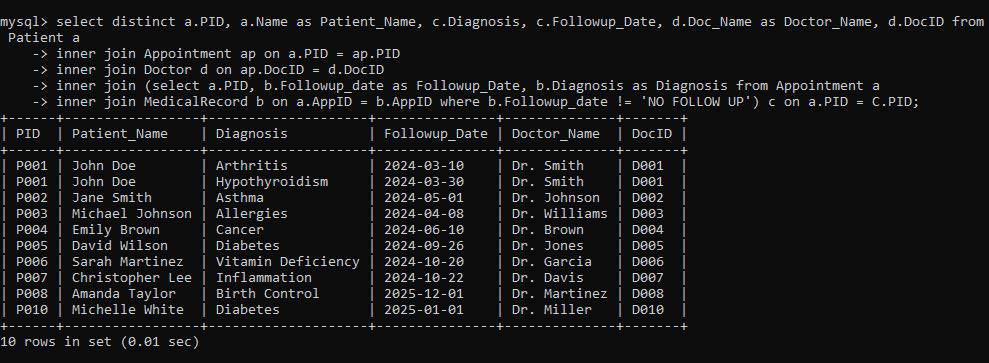 mysql> select distinct a.PID, a.Name as Patient_Name, c.Diagnosis, c.Followup_Date, d.Doc_Name as Doctor_Name, d.DocID from
 Patient a
    -> inner join Appointment ap on a.PID = ap.PID
    -> inner join Doctor d on ap.DocID = d.DocID
    -> inner join (select a.PID, b.Followup_date as Followup_Date, b.Diagnosis as Diagnosis from Appointment a
    -> inner join MedicalRecord b on a.AppID = b.AppID where b.Followup_date != 'NO FOLLOW UP') c on a.PID = C.PID;
+------+-----------------+--------------------+---------------+--------------+-------+
| PID  | Patient_Name    | Diagnosis          | Followup_Date | Doctor_Name  | DocID |
+------+-----------------+--------------------+---------------+--------------+-------+
| P001 | John Doe        | Arthritis          | 2024-03-10    | Dr. Smith    | D001  |
| P001 | John Doe        | Hypothyroidism     | 2024-03-30    | Dr. Smith    | D001  |
| P002 | Jane Smith      | Asthma             | 2024-05-01    | Dr. Johnson  | D002  |
| P003 | Michael Johnson | Allergies          | 2024-04-08    | Dr. Williams | D003  |
| P004 | Emily Brown     | Cancer             | 2024-06-10    | Dr. Brown    | D004  |
| P005 | David Wilson    | Diabetes           | 2024-09-26    | Dr. Jones    | D005  |
| P006 | Sarah Martinez  | Vitamin Deficiency | 2024-10-20    | Dr. Garcia   | D006  |
| P007 | Christopher Lee | Inflammation       | 2024-10-22    | Dr. Davis    | D007  |
| P008 | Amanda Taylor   | Birth Control      | 2025-12-01    | Dr. Martinez | D008  |
| P010 | Michelle White  | Diabetes           | 2025-01-01    | Dr. Miller   | D010  |
+------+-----------------+--------------------+---------------+--------------+-------+
10 rows in set (0.01 sec)